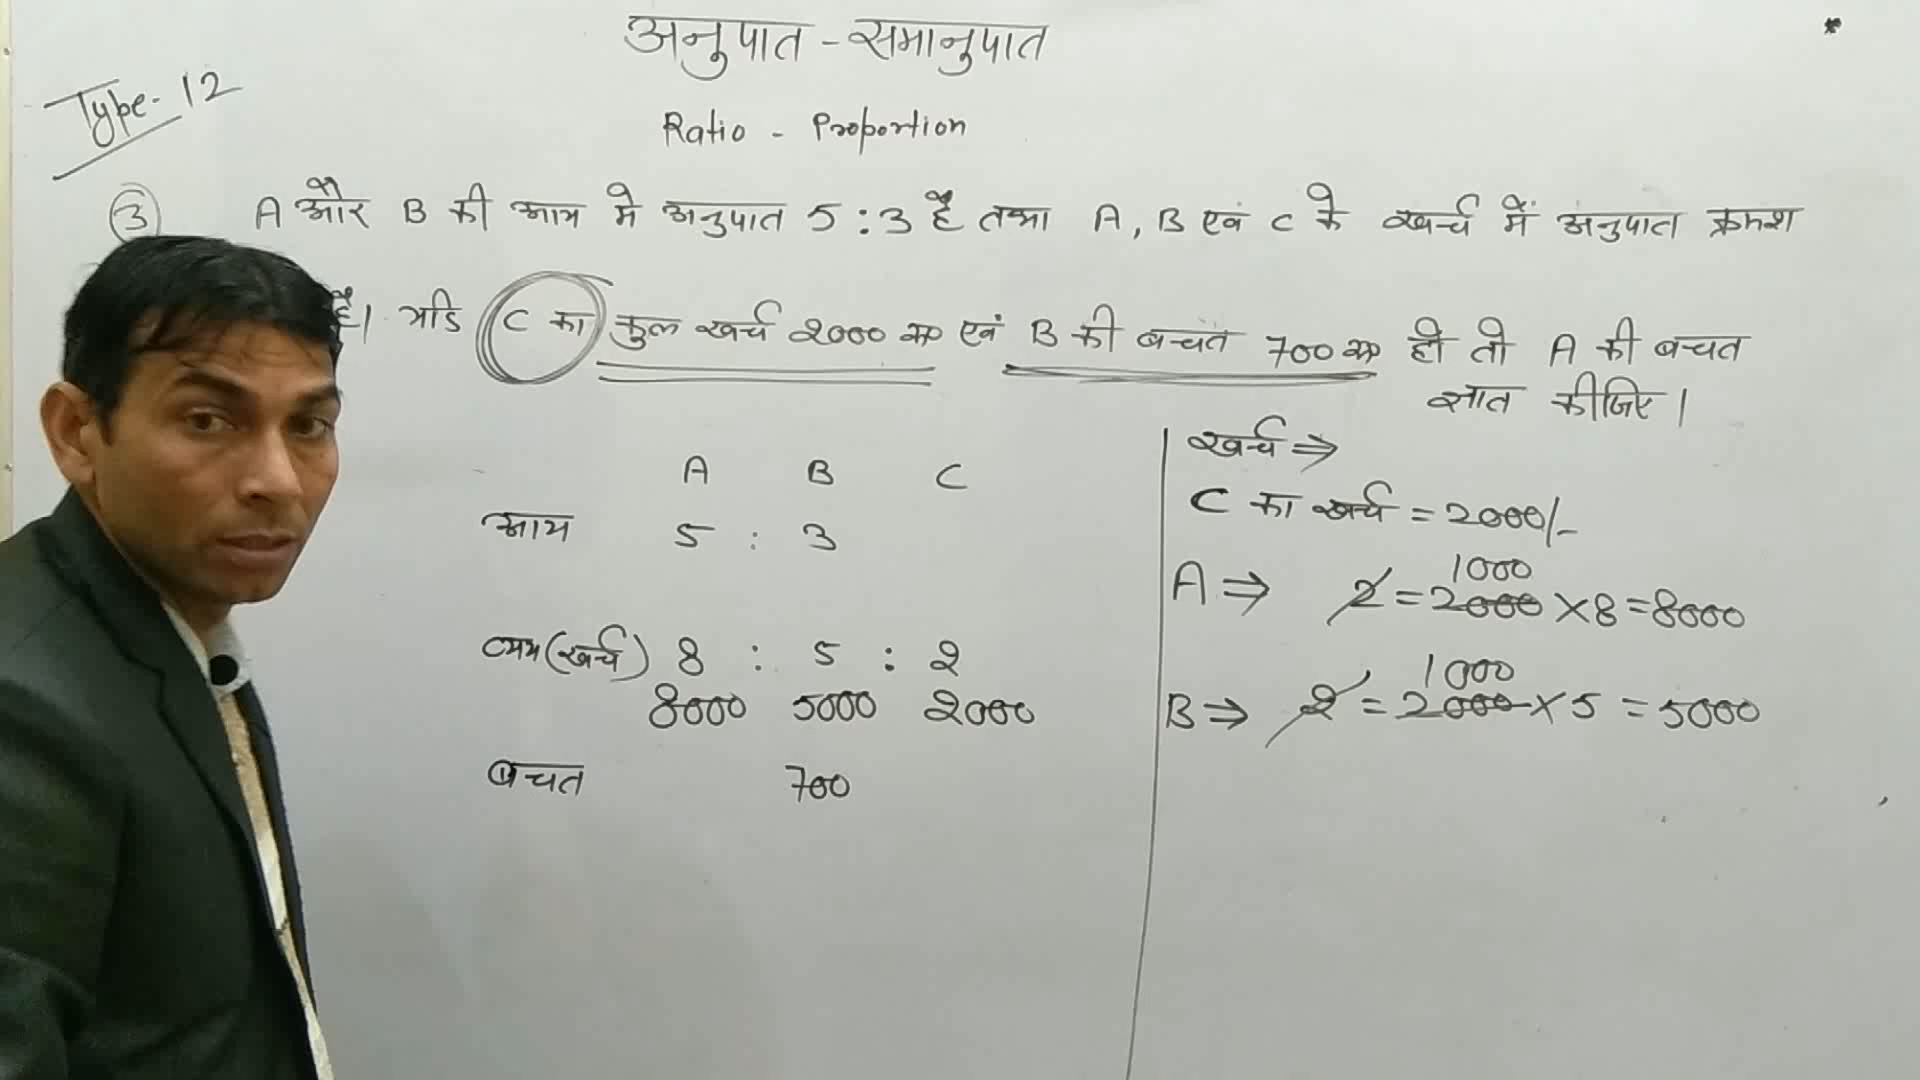 अनुपात - समानुपात
Type- 12
Ratio - Proportion
③ A और B की आय मे अनुपात 5 : 3 है तथा A, B एवं C के खर्च में अनुपात क्रमश
है। यदि C का कुल खर्च 2000 रू एवं B की बचत 700 रू हो तो A की बचत
ज्ञात कीजिए।
A B C
आय 5 : 3
व्यय (खर्च) 8 : 5 : 2
8000 5000 2000
बचत 700
खर्च ⇒
C का खर्च = 2000/-
1000
A ⇒ 2 = 2000 × 8 = 8000
1000
B ⇒ 2 = 2000 × 5 = 5000